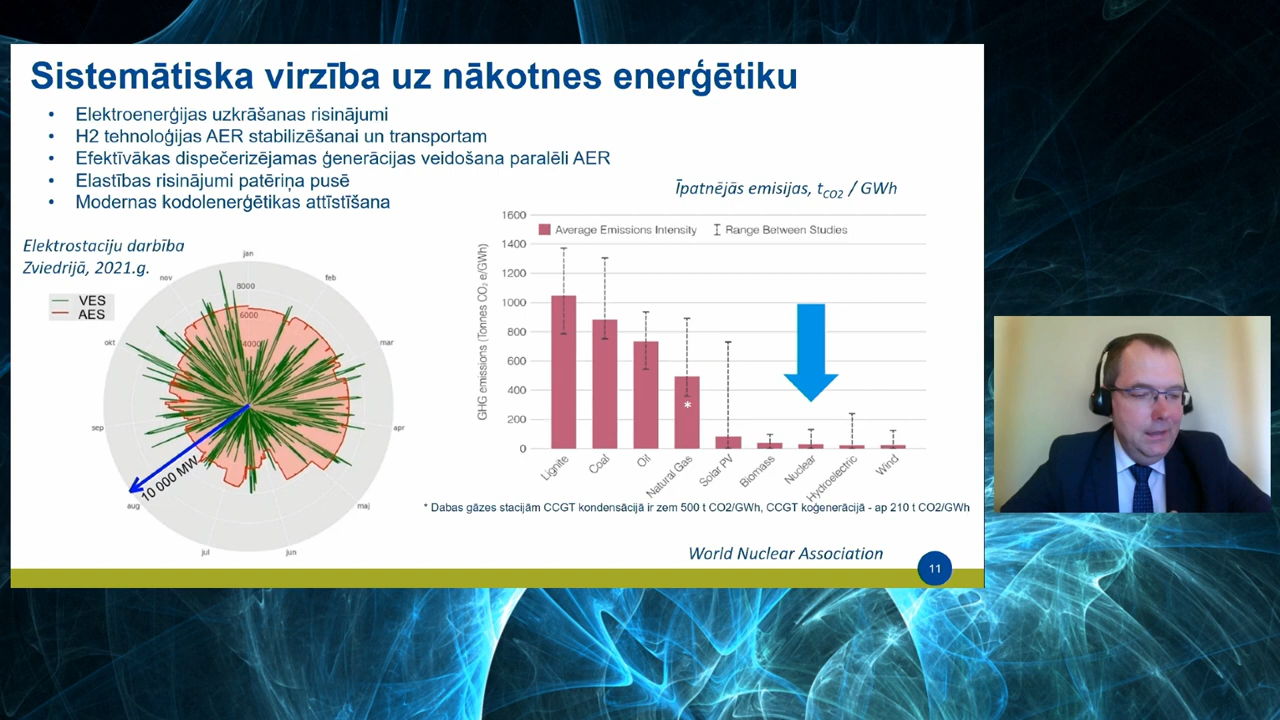 Sistemātiska virzība uz nākotnes enerģētiku
• Elektroenerģijas uzkrāšanas risinājumi
• H2 tehnoloģijas AER stabilizēšanai un transportam
• Efektīvākas dispečerizējamas ģenerācijas veidošana paralēli AER
• Elastības risinājumi patēriņa pusē
• Modernas kodolenerģētikas attīstīšana
Elektrostaciju darbība
Zviedrijā, 2021.g.
VES
AES
jan
feb
mar
apr
maj
jun
jul
aug
sep
okt
nov
8000
6000
4000
10 000 MW
Īpatnējās emisijas, tCO2 / GWh
Average Emissions Intensity
Range Between Studies
GHG emissions (Tonnes CO2 e/GWh)
1600
1400
1200
1000
800
600
400
200
0
*
Lignite
Coal
Oil
Natural Gas
Solar PV
Biomass
Nuclear
Hydroelectric
Wind
* Dabas gāzes stacijām CCGT kondensācijā ir zem 500 t CO2/GWh, CCGT koģenerācijā - ap 210 t CO2/GWh
World Nuclear Association
11